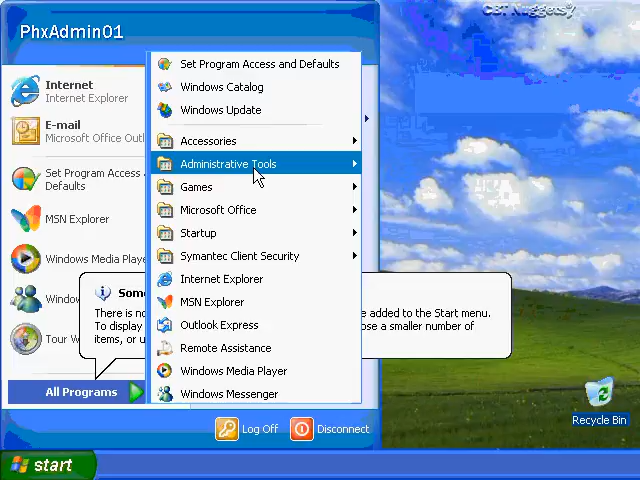 CBT Nuggets
PhxAdmin01
Internet
Internet Explorer
E-mail
Microsoft Office Outl
Set Program Access
Defaults
MSN Explorer
Windows Media Playe
Windo
Tour W
All Programs
Set Program Access and Defaults
Windows Catalog
Windows Update
Accessories
Administrative Tools
Games
Microsoft Office
Startup
Symantec Client Security
Internet Explorer
MSN Explorer
Outlook Express
Remote Assistance
Windows Media Player
Windows Messenger
Som
There is no
e added to the Start menu.
To display
ose a smaller number of
items, or u
Log Off
Disconnect
start
Recycle Bin